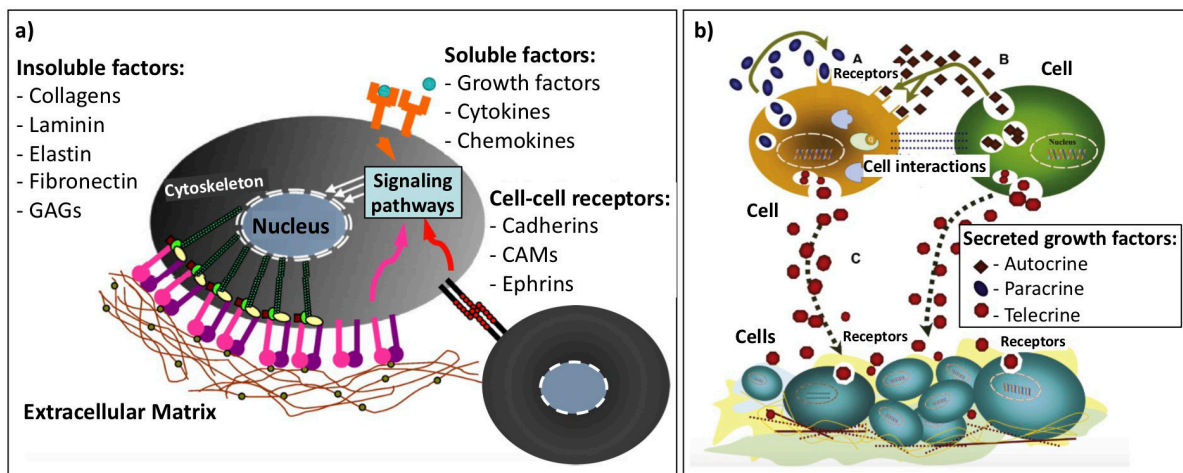 a)
Insoluble factors:
- Collagens
- Laminin
- Elastin
- Fibronectin
- GAGs
Soluble factors:
- Growth factors
- Cytokines
- Chemokines
Cytoskeleton
Signaling
pathways
Nucleus
Cell-cell receptors:
- Cadherins
- CAMs
- Ephrins
Extracellular Matrix
b)
A
Receptors
B
Cell
Nucleus
Cell interactions
Cell
C
Secreted growth factors:
- Autocrine
- Paracrine
- Telecrine
Cells
Receptors
Receptors